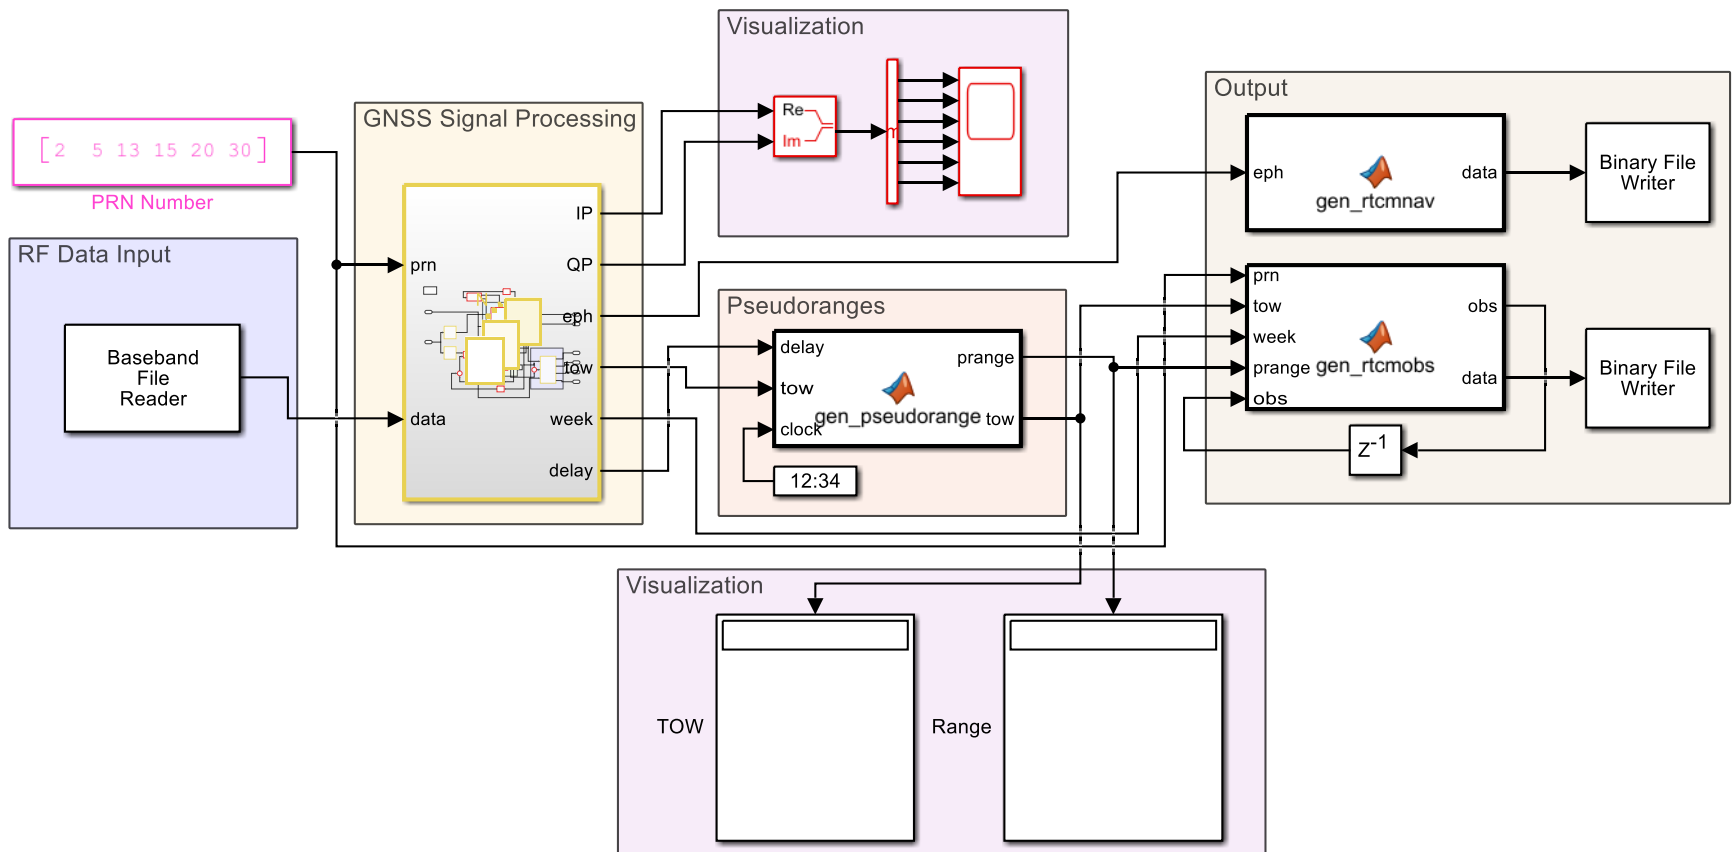 Visualization
Re
Im
Output
GNSS Signal Processing
[2 5 13 15 20 30]
PRN Number
eph
gen_rtcmnav
data
Binary File
Writer
RF Data Input
Baseband
File
Reader
prn
data
IP
QP
eph
tow
week
delay
Pseudoranges
delay
tow
clock
gen_pseudorange
prange
tow
12:34
prn
tow
week
prange
obs
gen_rtcmobs
obs
data
Binary File
Writer
Z-1
Visualization
TOW
Range